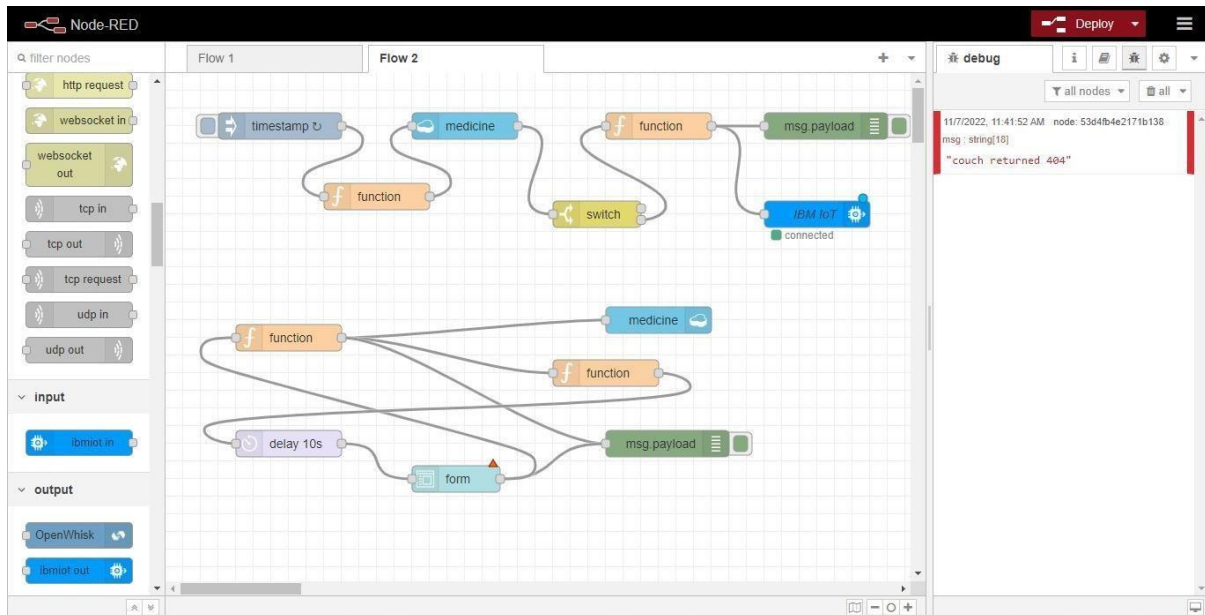 Node-RED
Deploy
filter nodes
http request
websocket in
websocket
out
tcp in
tcp out
tcp request
udp in
udp out
input
ibmiot in
output
OpenWhisk
ibmiot out
Flow 1
Flow 2
timestamp ↻
medicine
function
msg.payload
function
switch
IBM IoT
connected
medicine
function
function
delay 10s
msg.payload
form
debug
all nodes
all
11/7/2022, 11:41:52 AM node: 53d4fb4e2171b138
msg : string[18]
"couch returned 404"